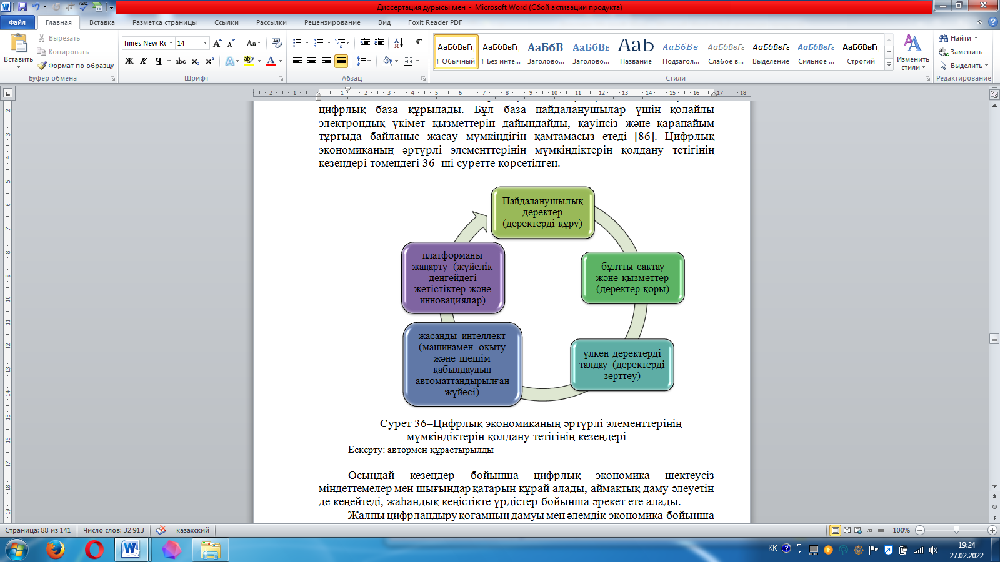 Диссертация дурысы мен - Microsoft Word (Сбой активации продукта)
Файл Главная Вставка Разметка страницы Ссылки Рассылки Рецензирование Вид Foxit Reader PDF
Вставить
Вырезать
Копировать
Формат по образцу
Буфер обмена
Times New Rc 14
Ж К Ч abc x₂ x²
Шрифт
Абзац
АаБбВвГг, АаБбВвГг, АаБбВ АаБбВв АаБ АаБбВв. АаБбВвГг АаБбВвГг АаБбВвГг АаБбВвГг,
¶ Обычный ¶ Без инте... Заголово... Заголово... Название Подзагол... Слабое в... Выделение Сильное ... Строгий
Стили
Изменить стили
Найти
Заменить
Выделить
Редактирование
цифрлық база құрылады. Бұл база пайдаланушылар үшін қолайлы
электрондық үкімет қызметтерін дайындайды, қауіпсіз және қарапайым
тұрғыда байланыс жасау мүмкіндігін қамтамасыз етеді [86]. Цифрлық
экономиканың әртүрлі элементтерінің мүмкіндіктерін қолдану тетігінің
кезеңдері төмендегі 36–ші суретте көрсетілген.
Пайдаланушылық
деректер
(деректерді құру)
бұлтты сақтау
және қызметтер
(деректер қоры)
үлкен деректерді
талдау (деректерді
зерттеу)
жасанды интеллект
(машинамен оқыту
және шешім
қабылдаудың
автоматтандырылған
жүйесі)
платформаны
жаңарту (жүйелік
деңгейдегі
жетістіктер және
инновациялар)
Сурет 36–Цифрлық экономиканың әртүрлі элементтерінің
мүмкіндіктерін қолдану тетігінің кезеңдері
Ескерту: автормен құрастырылды
Осындай кезеңдер бойынша цифрлық экономика шектеусіз
міндеттемелер мен шығындар қатарын құрай алады, аймақтық даму әлеуетін
де кеңейтеді, жаһандық кеңістікте үрдістер бойынша әрекет ете алады.
Жалпы цифрландыру қоғамның дамуы мен әлемдік экономика бойынша
Страница: 88 из 141 Число слов: 32 913 казахский 100%
KK 19:24
27.02.2022